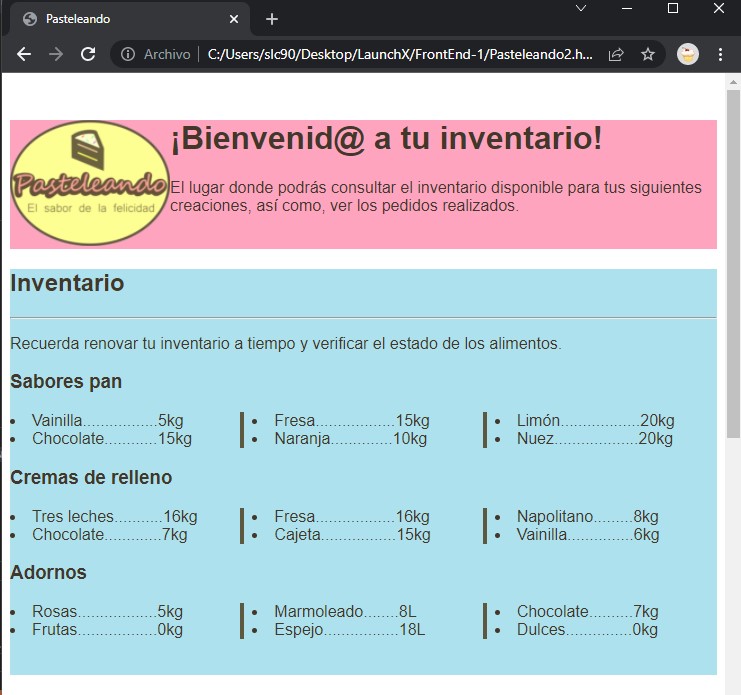 Pasteleando
Archivo
C:/Users/slc90/Desktop/LaunchX/FrontEnd-1/Pasteleando2.h...
Pasteleando
El sabor de la felicidad
¡Bienvenid@ a tu inventario!
El lugar donde podrás consultar el inventario disponible para tus siguientes
creaciones, así como, ver los pedidos realizados.
Inventario
Recuerda renovar tu inventario a tiempo y verificar el estado de los alimentos.
Sabores pan
• Vainilla.................5kg • Fresa..................15kg • Limón..................20kg
• Chocolate............15kg • Naranja..............10kg • Nuez...................20kg
Cremas de relleno
• Tres leches...........16kg • Fresa..................16kg • Napolitano.........8kg
• Chocolate.............7kg • Cajeta.................15kg • Vainilla...............6kg
Adornos
• Rosas..................5kg • Marmoleado........8L • Chocolate..........7kg
• Frutas..................0kg • Espejo.................18L • Dulces...............0kg